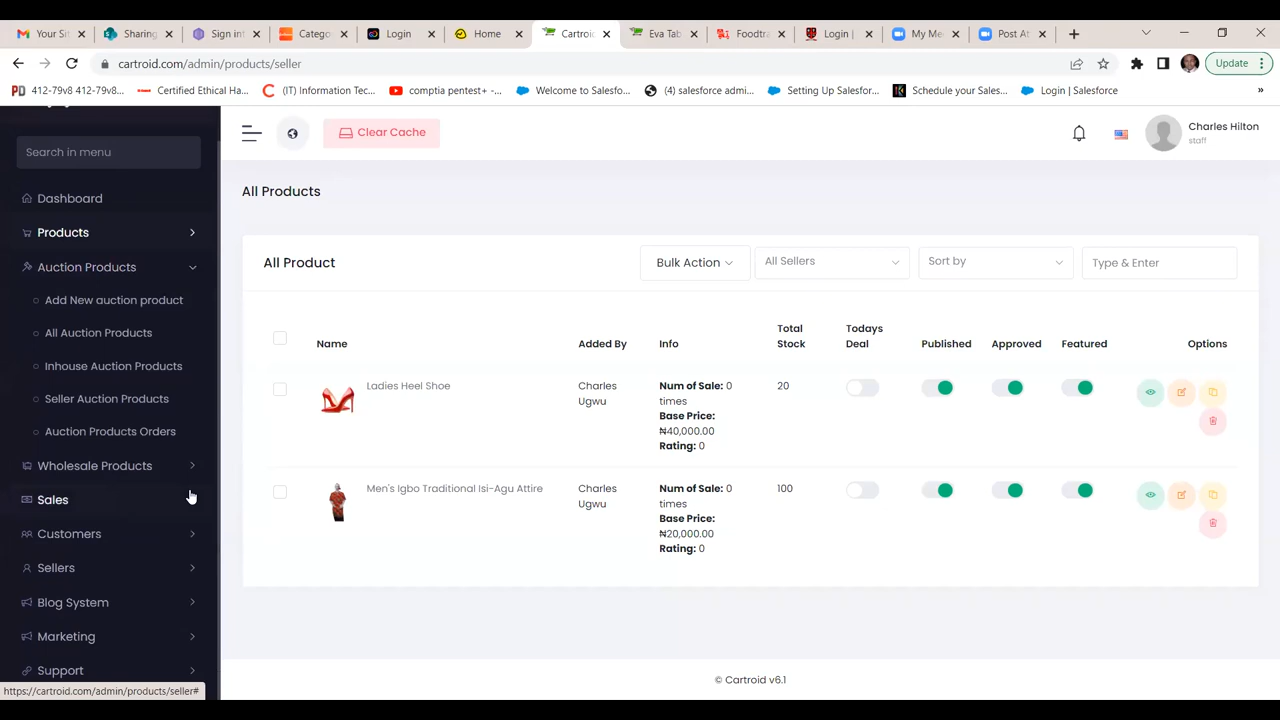 Your Si
Sharing
Sign in
Catego
Login
Home
Cartroi
Eva Tab
Foodtra
Login |
My Me
Post At
cartroid.com/admin/products/seller
Update
412-79v8 412-79v8...
Certified Ethical Ha...
(IT) Information Tec...
comptia pentest+ -...
Welcome to Salesfo...
(4) salesforce admi...
Setting Up Salesfor...
Schedule your Sales...
Login | Salesforce
»
Search in menu
Clear Cache
Charles Hilton
staff
Dashboard
Products
Auction Products
Add New auction product
All Auction Products
Inhouse Auction Products
Seller Auction Products
Auction Products Orders
Wholesale Products
Sales
Customers
Sellers
Blog System
Marketing
Support
https://cartroid.com/admin/products/seller#
All Products
All Product
Bulk Action
All Sellers
Sort by
Type & Enter
Name
Added By
Info
Total
Stock
Todays
Deal
Published
Approved
Featured
Options
Ladies Heel Shoe
Charles
Ugwu
Num of Sale: 0
times
Base Price:
₦40,000.00
Rating: 0
20
Men's Igbo Traditional Isi-Agu Attire
Charles
Ugwu
Num of Sale: 0
times
Base Price:
₦20,000.00
Rating: 0
100
© Cartroid v6.1